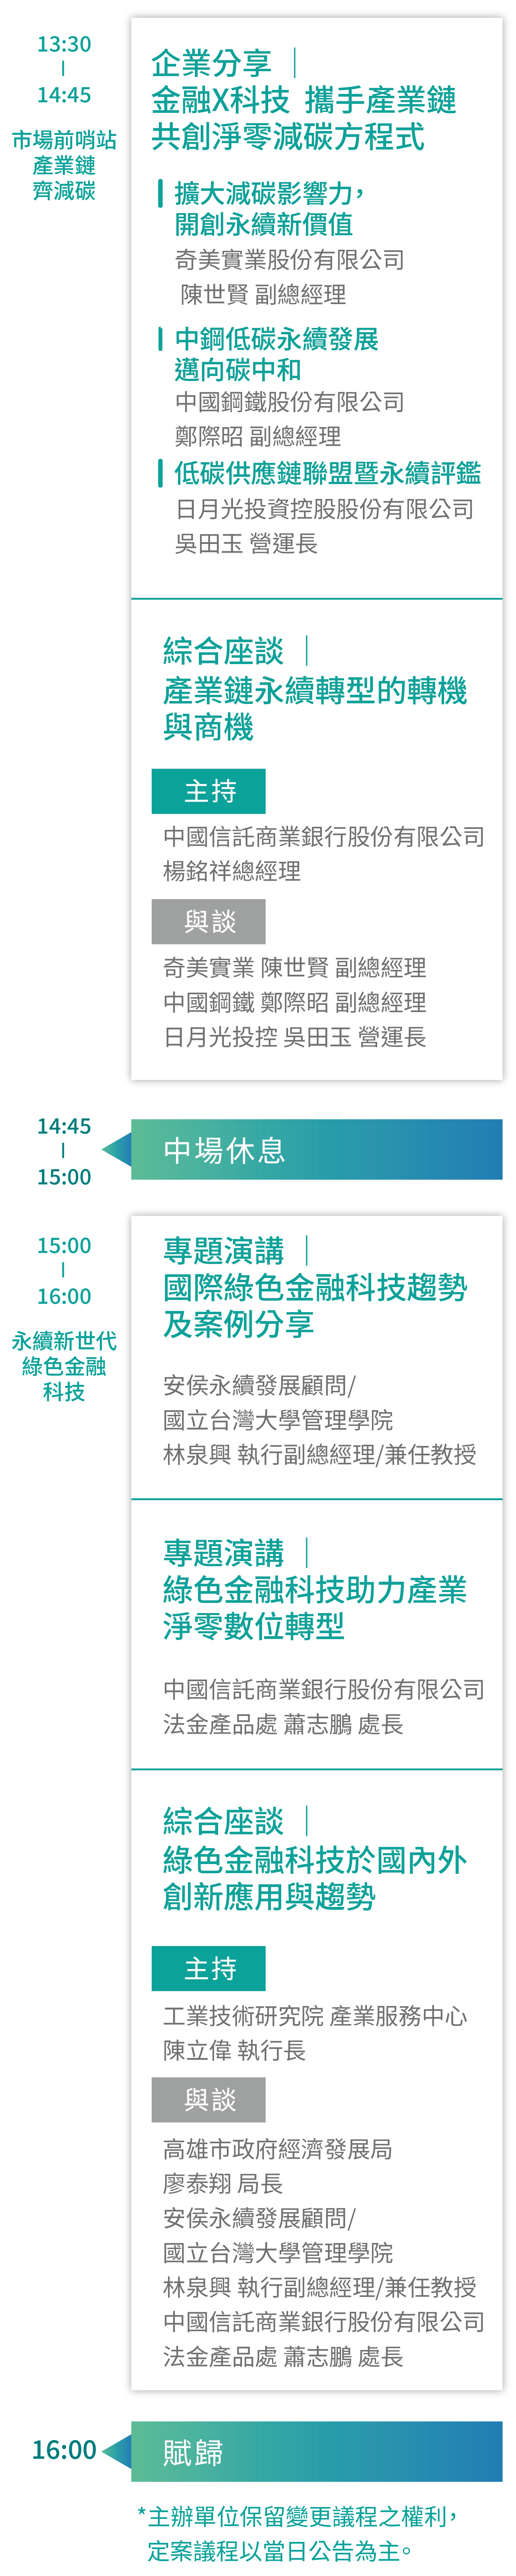 13:30
|
14:45
市場前哨站
產業鏈
齊減碳
企業分享｜
金融X科技 攜手產業鏈
共創淨零減碳方程式
擴大減碳影響力，
開創永續新價值
奇美實業股份有限公司
陳世賢 副總經理
中鋼低碳永續發展
邁向碳中和
中國鋼鐵股份有限公司
鄭際昭 副總經理
低碳供應鏈聯盟暨永續評鑑
日月光投資控股股份有限公司
吳田玉 營運長
綜合座談｜
產業鏈永續轉型的轉機
與商機
主持
中國信託商業銀行股份有限公司
楊銘祥總經理
與談
奇美實業 陳世賢 副總經理
中國鋼鐵 鄭際昭 副總經理
日月光投控 吳田玉 營運長
14:45
|
15:00
中場休息
15:00
|
16:00
永續新世代
綠色金融
科技
專題演講｜
國際綠色金融科技趨勢
及案例分享
安侯永續發展顧問/
國立台灣大學管理學院
林泉興 執行副總經理/兼任教授
專題演講｜
綠色金融科技助力產業
淨零數位轉型
中國信託商業銀行股份有限公司
法金產品處 蕭志鵬 處長
綜合座談｜
綠色金融科技於國內外
創新應用與趨勢
主持
工業技術研究院 產業服務中心
陳立偉 執行長
與談
高雄市政府經濟發展局
廖泰翔 局長
安侯永續發展顧問/
國立台灣大學管理學院
林泉興 執行副總經理/兼任教授
中國信託商業銀行股份有限公司
法金產品處 蕭志鵬 處長
16:00
賦歸
*主辦單位保留變更議程之權利，
定案議程以當日公告為主。